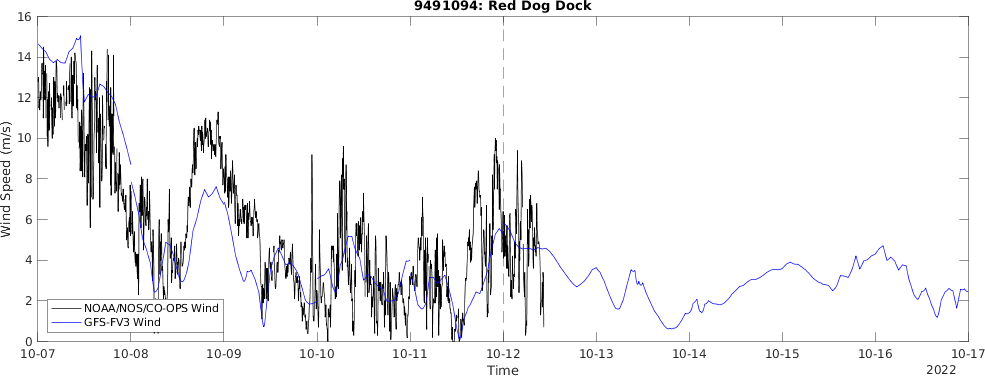 9491094: Red Dog Dock
16
14
12
10
8
6
4
2
0
Wind Speed (m/s)
NOAA/NOS/CO-OPS Wind
GFS-FV3 Wind
10-07 10-08 10-09 10-10 10-11 10-12 10-13 10-14 10-15 10-16 10-17
Time
2022